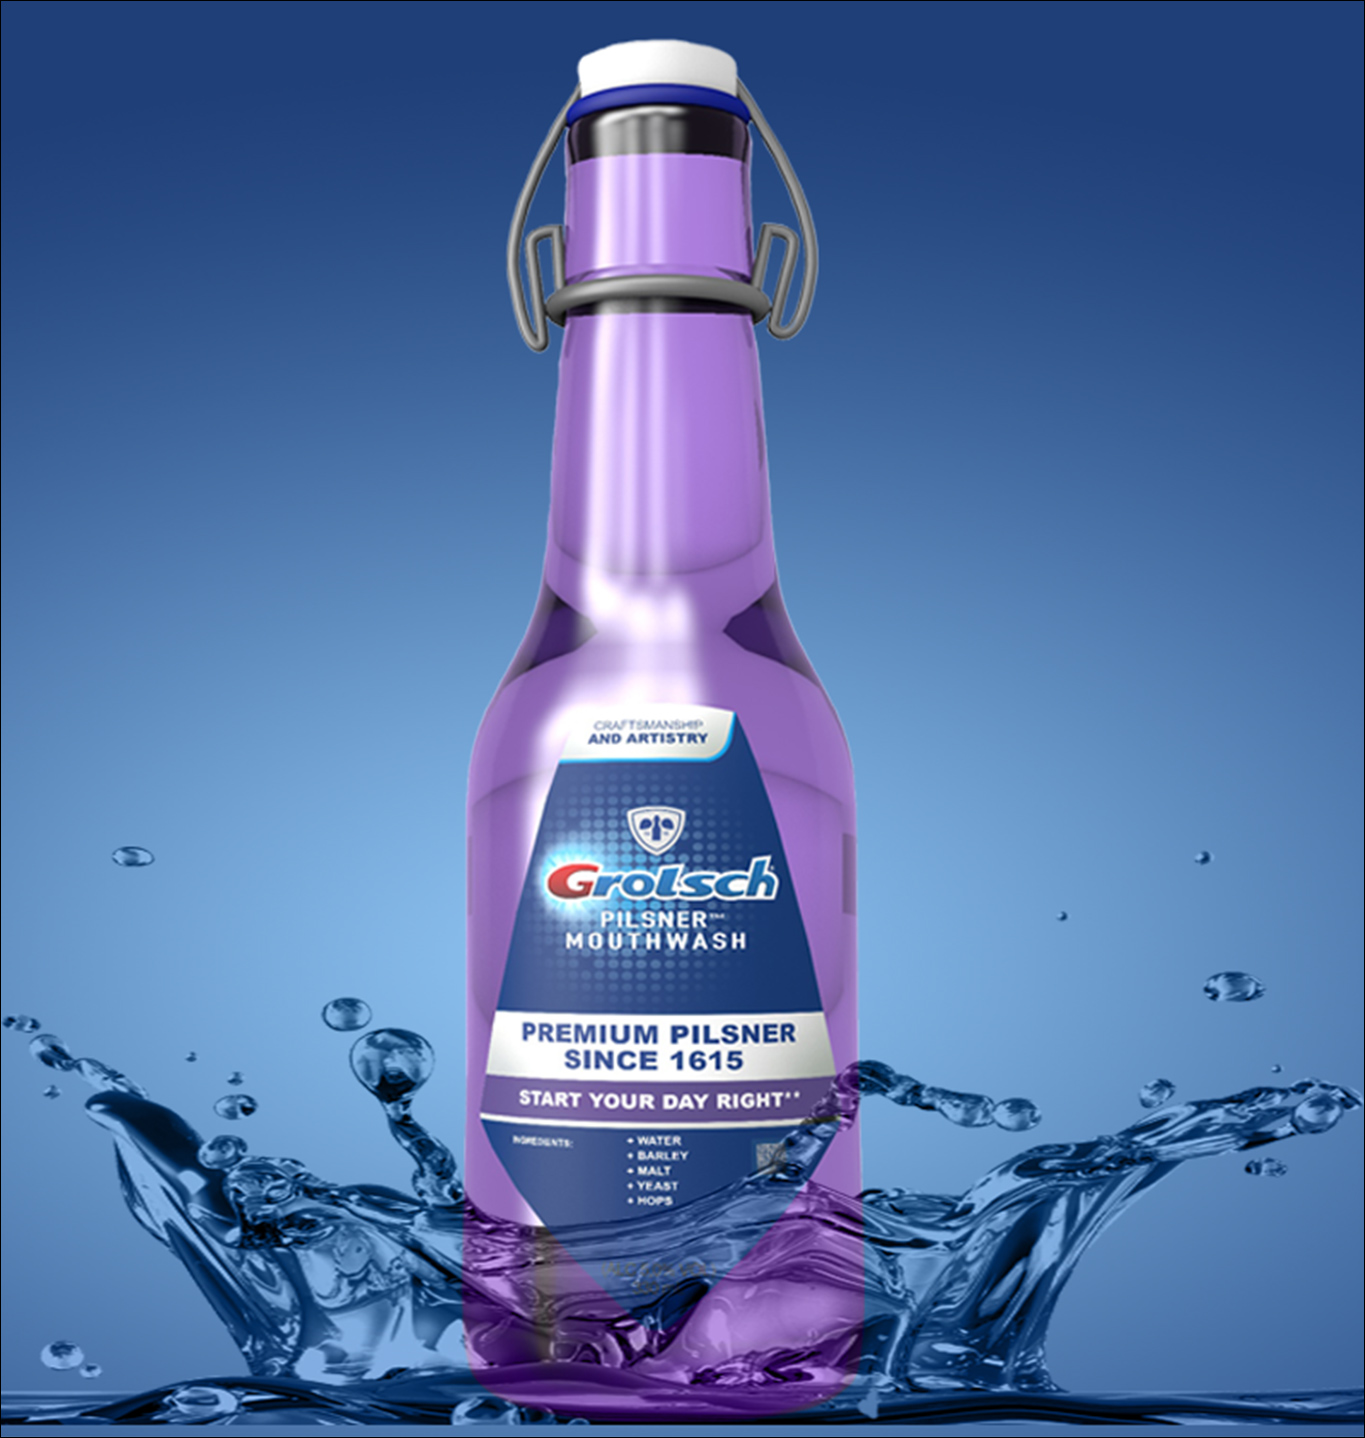 CRAFTSMANSHIP
AND ARTISTRY
Grolsch
PILSNER™
MOUTHWASH
PREMIUM PILSNER
SINCE 1615
START YOUR DAY RIGHT**
INGREDIENTS:
+ WATER
+ BARLEY
+ MALT
+ YEAST
+ HOPS